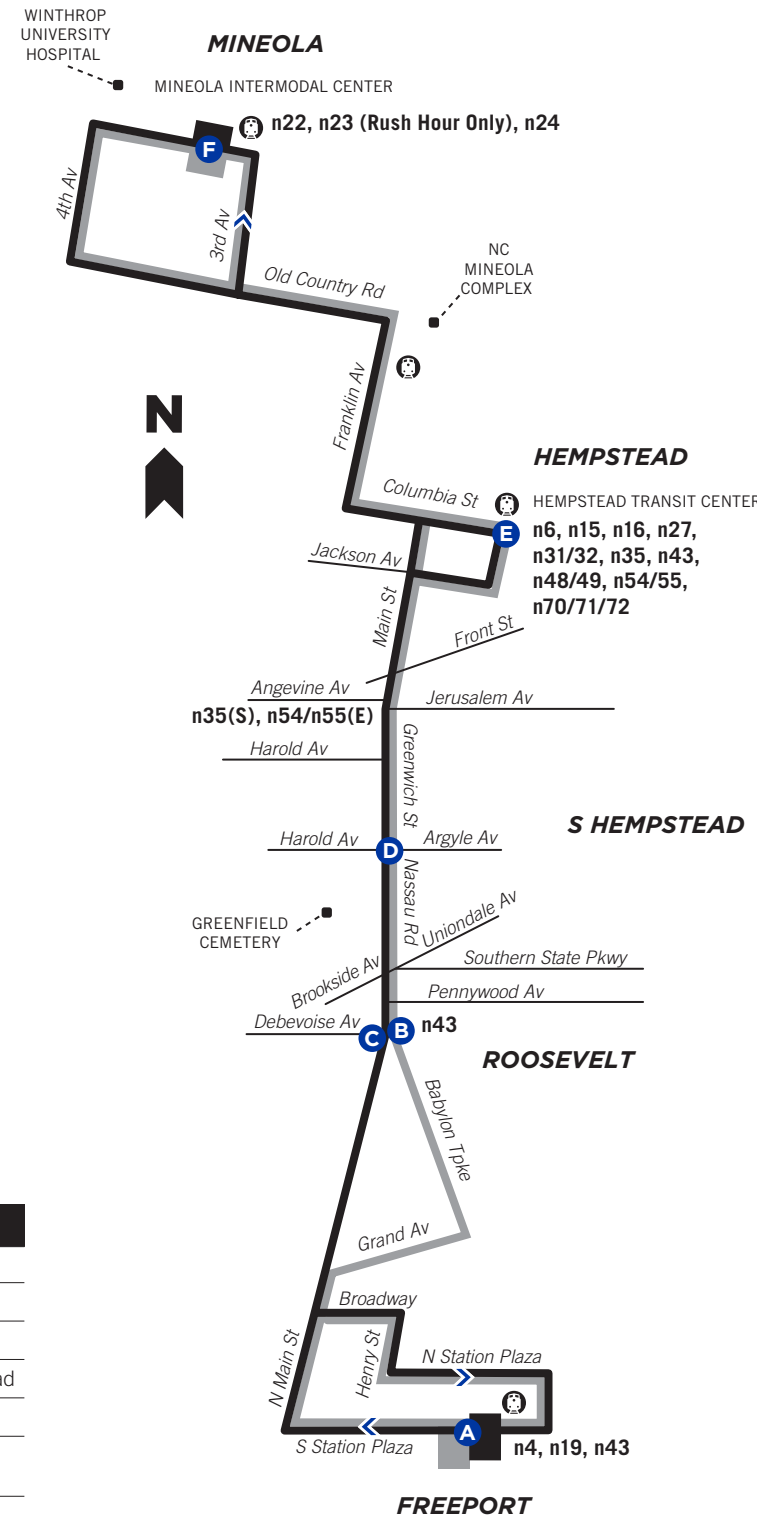 WINTHROP
UNIVERSITY
HOSPITAL
MINEOLA
MINEOLA INTERMODAL CENTER
n22, n23 (Rush Hour Only), n24
F
4th Av
3rd Av
Old Country Rd
NC
MINEOLA
COMPLEX
Franklin Av
N
HEMPSTEAD
Columbia St
HEMPSTEAD TRANSIT CENTER
E
n6, n15, n16, n27,
n31/32, n35, n43,
n48/49, n54/55,
n70/71/72
Jackson Av
Main St
Front St
Angevine Av
Jerusalem Av
n35(S), n54/n55(E)
Greenwich St
Harold Av
S HEMPSTEAD
Harold Av
D
Argyle Av
Nassau Rd
GREENFIELD
CEMETERY
Uniondale Av
Brookside Av
Southern State Pkwy
Pennywood Av
Debevoise Av
C
B
n43
ROOSEVELT
Babylon Tpke
Grand Av
Broadway
N Main St
Henry St
N Station Plaza
A
S Station Plaza
n4, n19, n43
FREEPORT